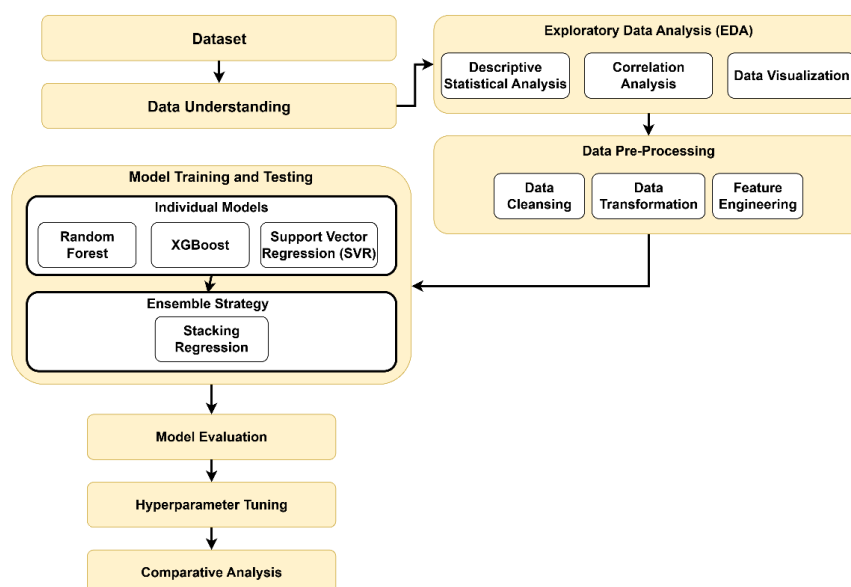 Dataset
Data Understanding
Exploratory Data Analysis (EDA)
Descriptive
Statistical Analysis
Correlation
Analysis
Data Visualization
Data Pre-Processing
Data
Cleansing
Data
Transformation
Feature
Engineering
Model Training and Testing
Individual Models
Random
Forest
XGBoost
Support Vector
Regression (SVR)
Ensemble Strategy
Stacking
Regression
Model Evaluation
Hyperparameter Tuning
Comparative Analysis